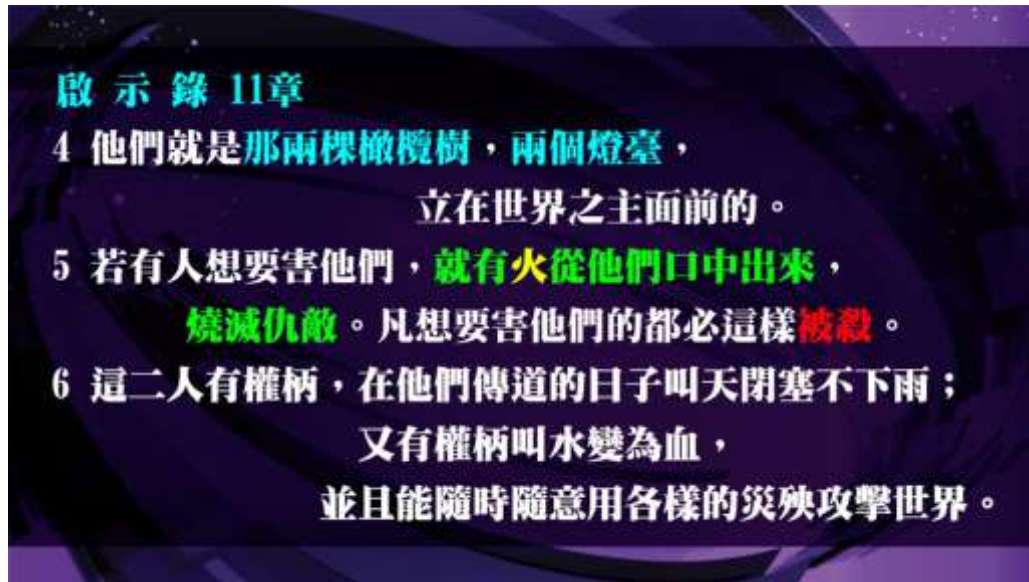 啟 示 錄 11章
4 他們就是那兩棵橄欖樹，兩個燈臺，
立在世界之主面前的。
5 若有人想要害他們，就有火從他們口中出來，
燒滅仇敵。凡想要害他們的都必這樣被殺。
6 這二人有權柄，在他們傳道的日子叫天閉塞不下雨；
又有權柄叫水變為血，
並且能隨時隨意用各樣的災殃攻擊世界。